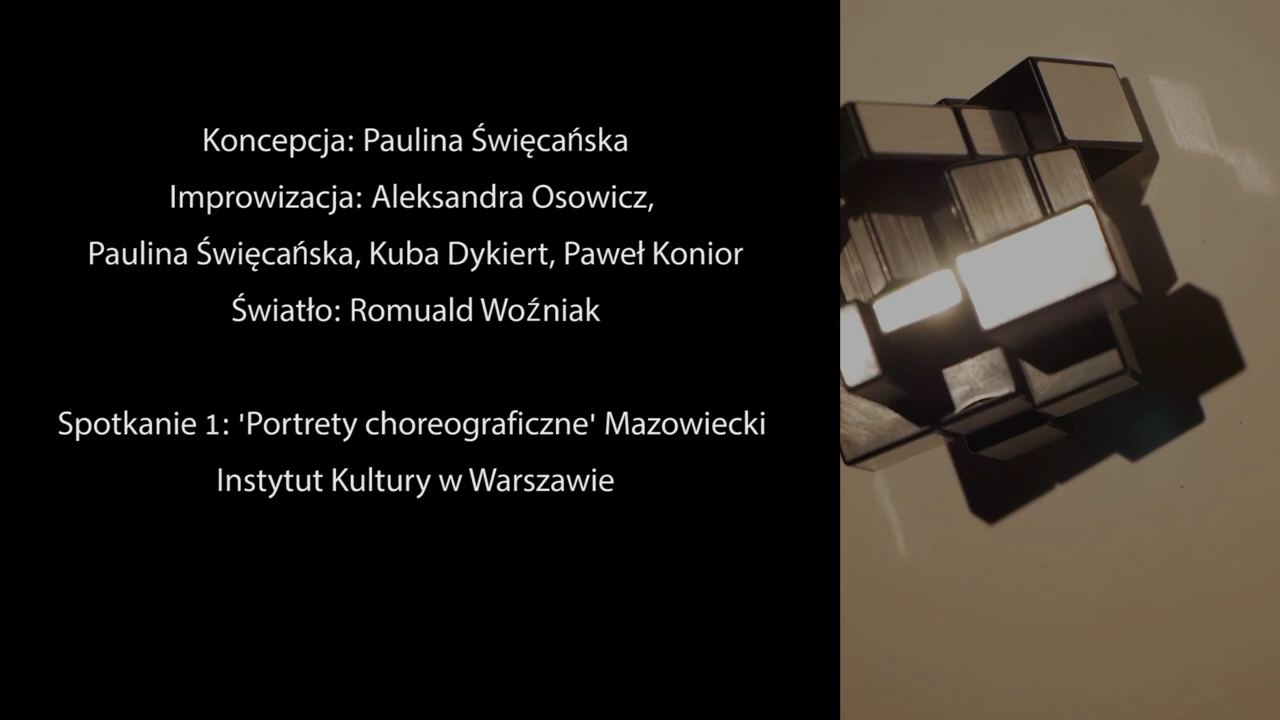 Koncepcja: Paulina Święcańska
Improwizacja: Aleksandra Osowicz,
Paulina Święcańska, Kuba Dykiert, Paweł Konior
Światło: Romuald Woźniak
Spotkanie 1: 'Portrety choreograficzne' Mazowiecki
Instytut Kultury w Warszawie